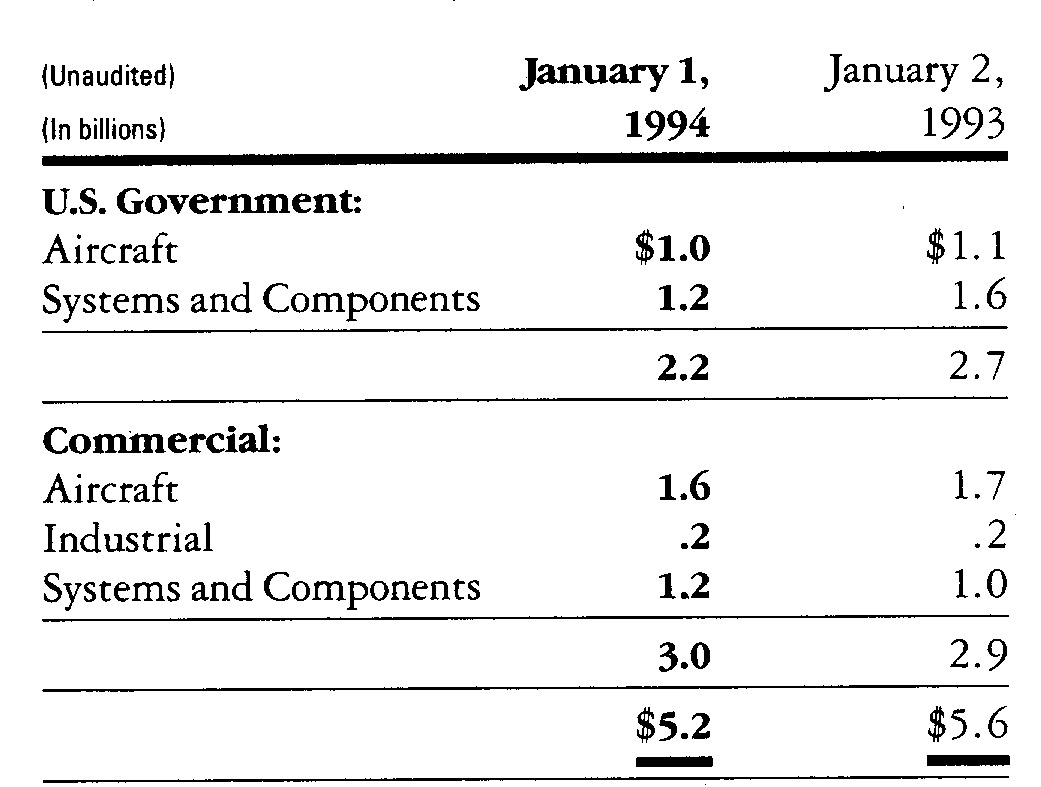 (Unaudited) January 1, January 2,
(In billions) 1994 1993
U.S. Government:
Aircraft $1.0 $1.1
Systems and Components 1.2 1.6
2.2 2.7
Commercial:
Aircraft 1.6 1.7
Industrial .2 .2
Systems and Components 1.2 1.0
3.0 2.9
$5.2 $5.6